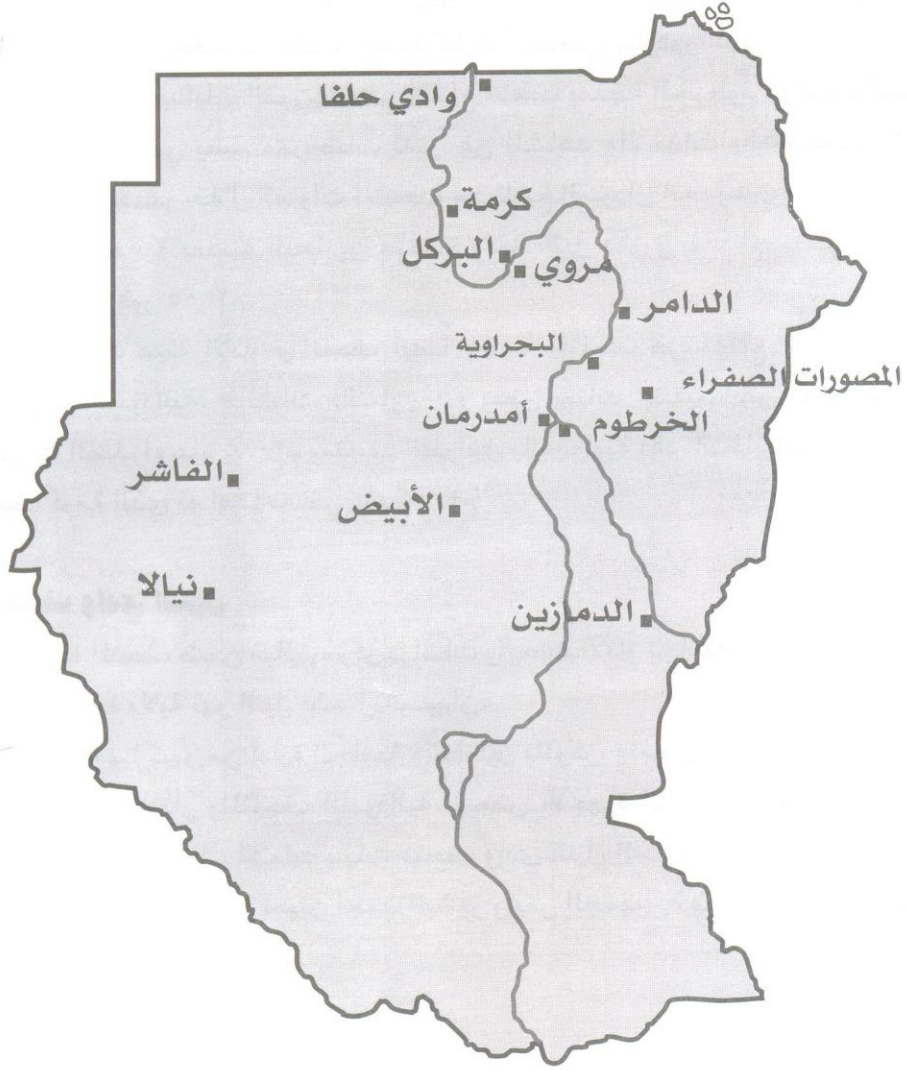 وادي حلفا
كرمة
البركل
مروي
الدامر
البجراوية
المصورات الصفراء
أمدرمان
الخرطوم
الفاشر
الأبيض
نيالا
الدمازين